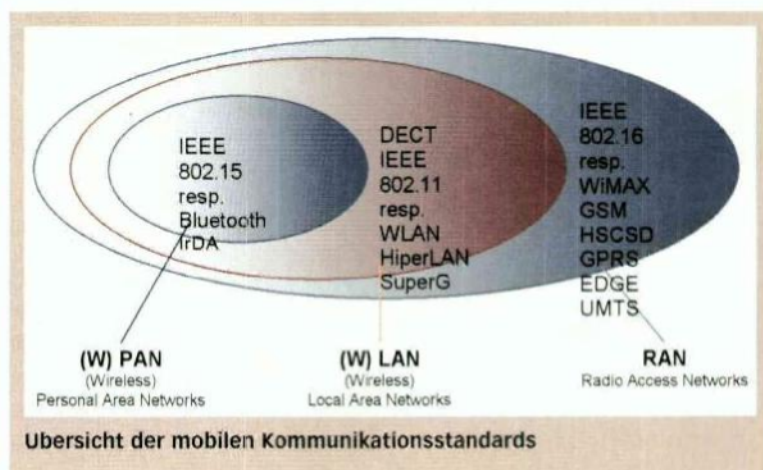 IEEE
802.15
resp.
Bluetooth
IrDA
DECT
IEEE
802.11
resp.
WLAN
HiperLAN
SuperG
IEEE
802.16
resp.
WiMAX
GSM
HSCSD
GPRS
EDGE
UMTS
(W) PAN
(Wireless)
Personal Area Networks
(W) LAN
(Wireless)
Local Area Networks
RAN
Radio Access Networks
Ubersicht der mobilen Kommunikationsstandards